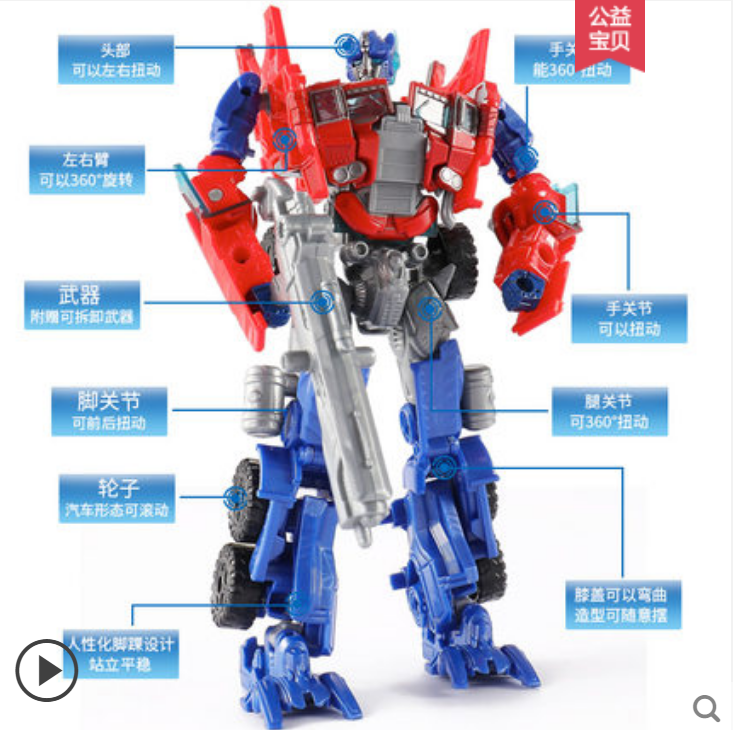 公益
宝贝
头部
可以左右扭动
手关
能360°扭动
左右臂
可以360°旋转
武器
附赠可拆卸武器
手关节
可以扭动
脚关节
可前后扭动
腿关节
可360°扭动
轮子
汽车形态可滚动
膝盖可以弯曲
造型可随意摆
人性化脚踝设计
站立平稳